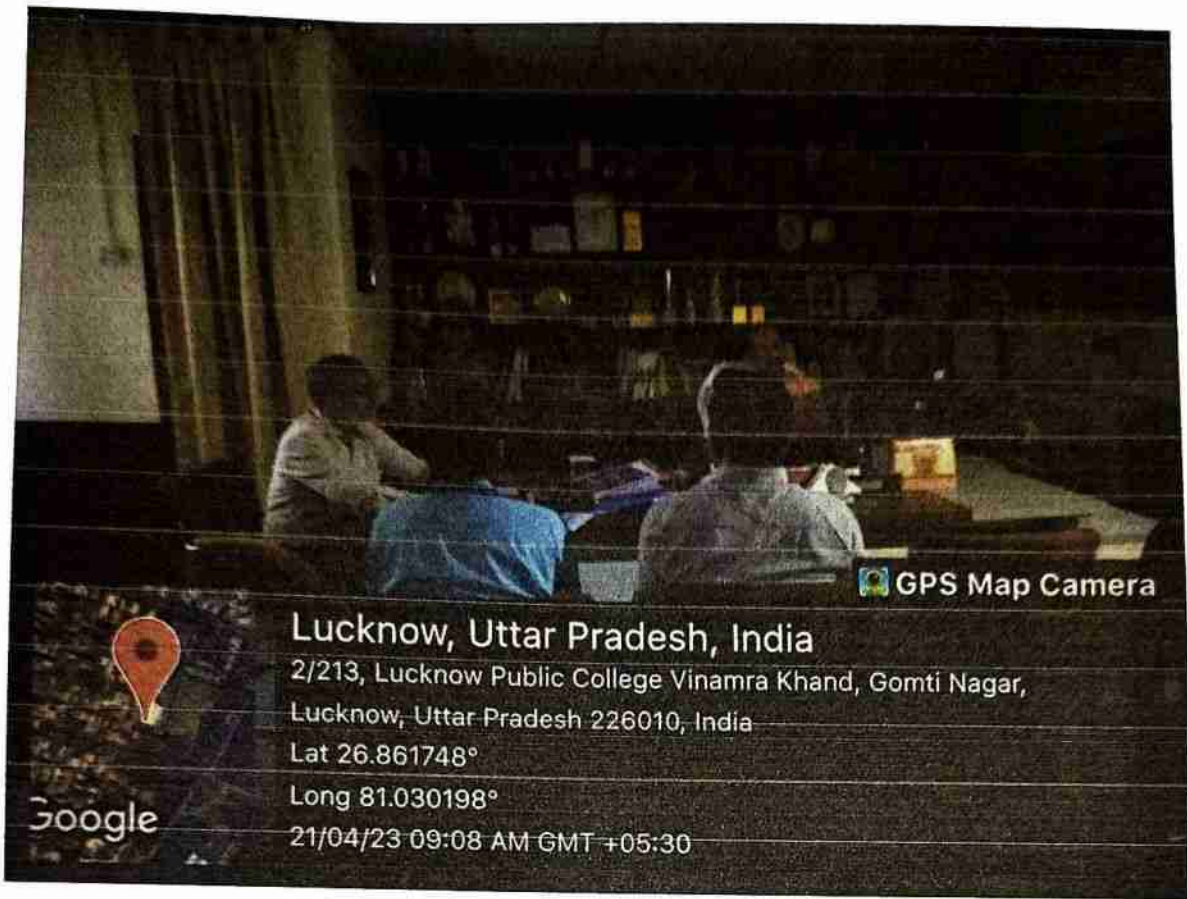 GPS Map Camera
Lucknow, Uttar Pradesh, India
2/213, Lucknow Public College Vinamra Khand, Gomti Nagar,
Lucknow, Uttar Pradesh 226010, India
Lat 26.861748°
Long 81.030198°
Google
21/04/23 09:08 AM GMT +05:30